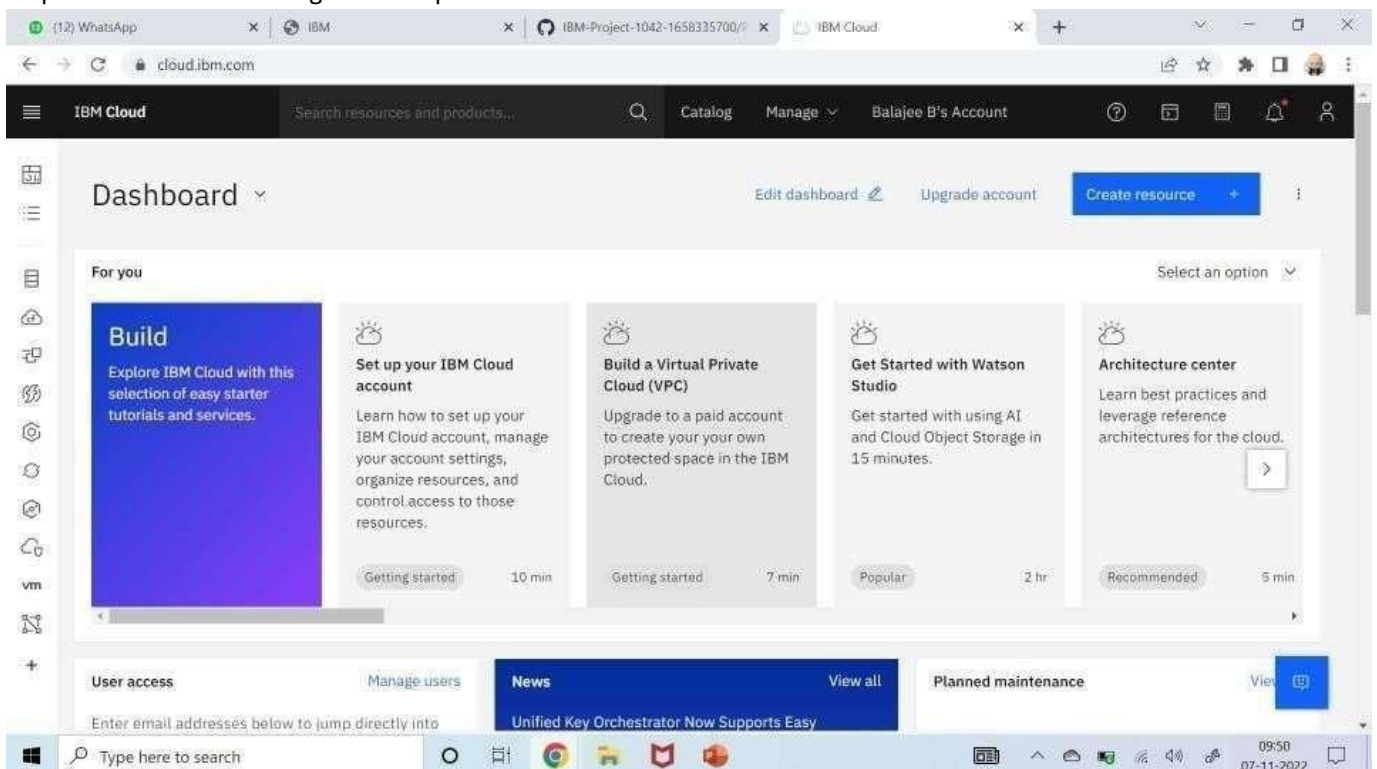 (12) WhatsApp
IBM
IBM-Project-1042-1658335700/
IBM Cloud
cloud.ibm.com
IBM Cloud
Search resources and products...
Catalog
Manage
Balajee B's Account
Dashboard
Edit dashboard
Upgrade account
Create resource +
For you
Select an option
Build
Explore IBM Cloud with this
selection of easy starter
tutorials and services.
Set up your IBM Cloud
account
Learn how to set up your
IBM Cloud account, manage
your account settings,
organize resources, and
control access to those
resources.
Getting started 10 min
Build a Virtual Private
Cloud (VPC)
Upgrade to a paid account
to create your your own
protected space in the IBM
Cloud.
Getting started 7 min
Get Started with Watson
Studio
Get started with using AI
and Cloud Object Storage in
15 minutes.
Popular 2 hr
Architecture center
Learn best practices and
leverage reference
architectures for the cloud.
Recommended 5 min
vm
User access Manage users
Enter email addresses below to jump directly into
News View all
Unified Key Orchestrator Now Supports Easy
Planned maintenance
Type here to search
09:50
07-11-2022